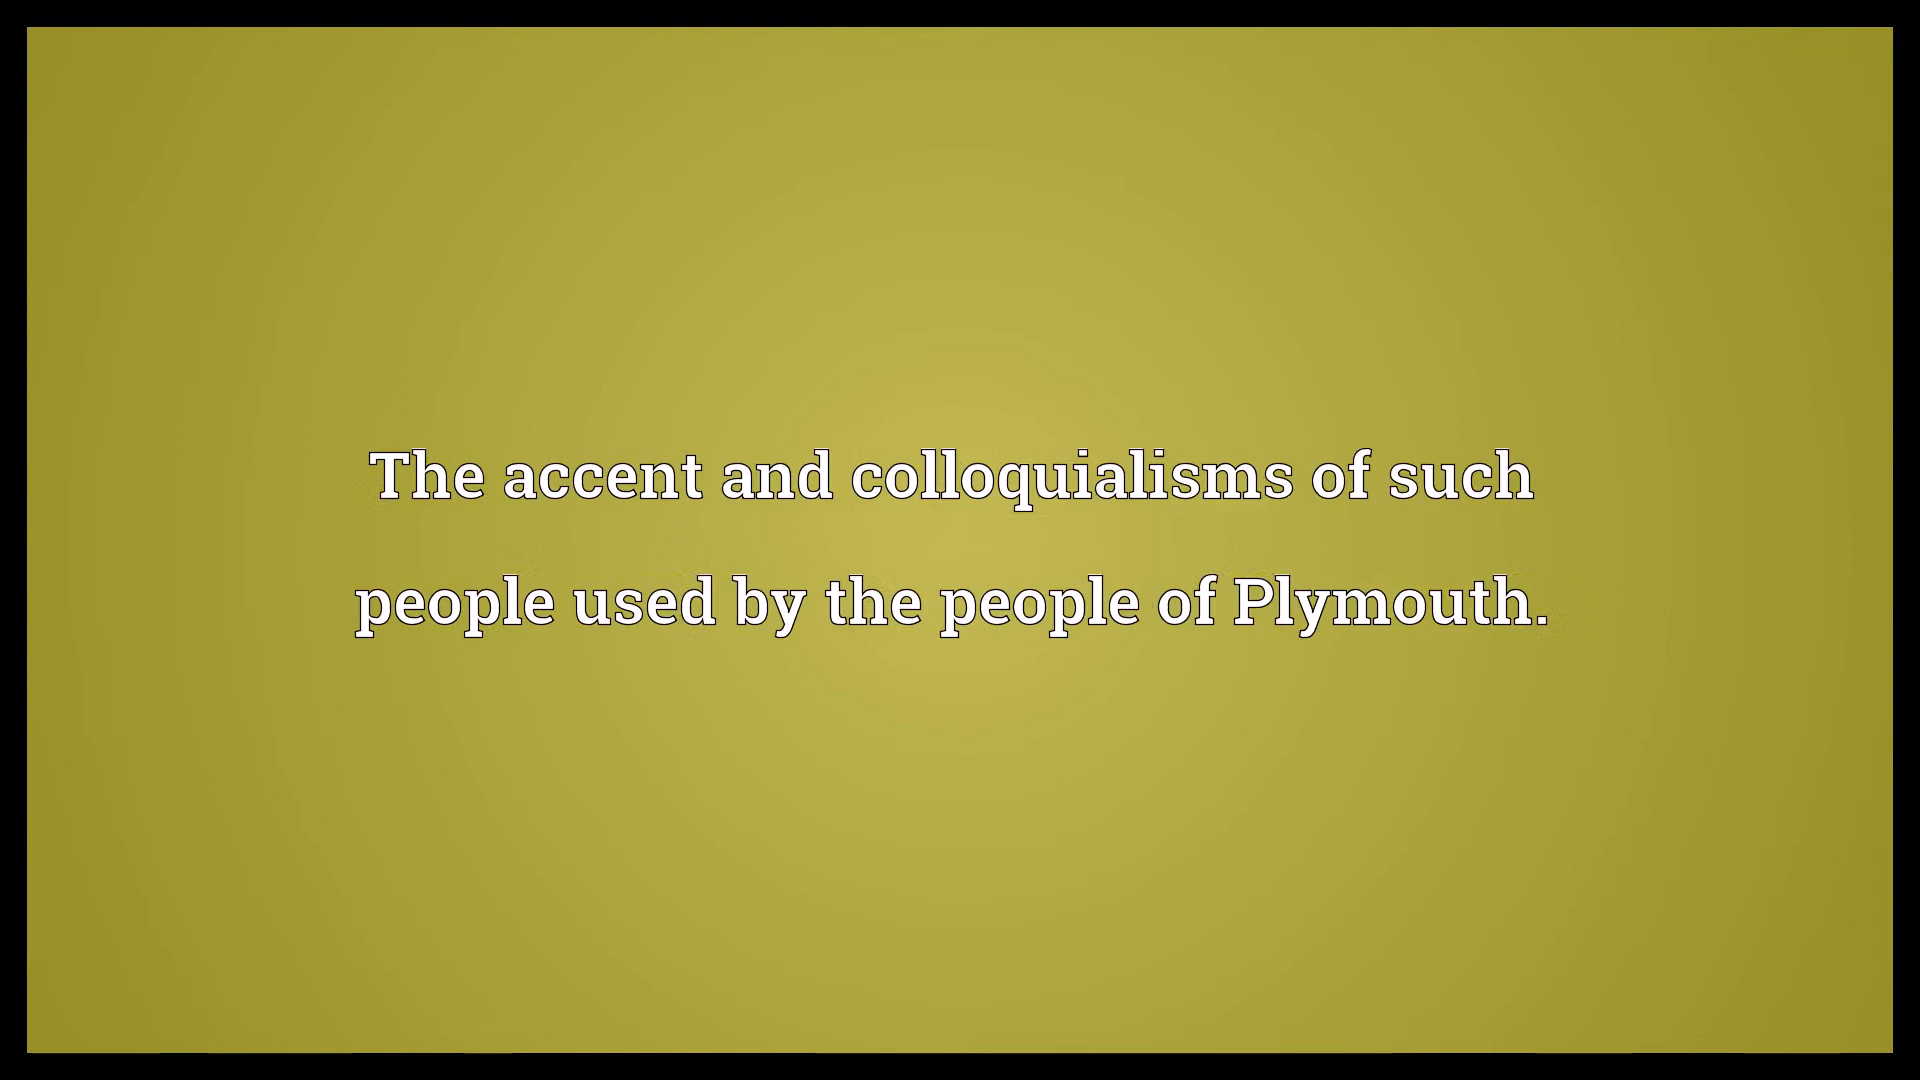 The accent and colloquialisms of such
people used by the people of Plymouth.